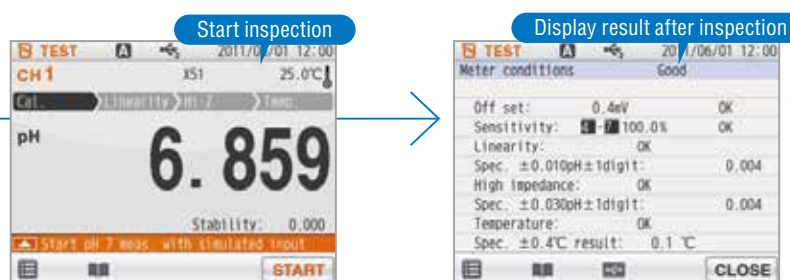 Start inspection
TEST A 2011/06/01 12:00
CH1 X51 25.0℃
Cal. Linearity Hi-Z Temp
pH 6.859
Stability: 0.000
Start pH 7 meas. with simulated input
START
Display result after inspection
TEST A 2011/06/01 12:00
Meter conditions Good
Off set: 0.4mV OK
Sensitivity: 100.0% OK
Linearity: OK
Spec. ±0.010pH±1digit: 0.004
High impedance: OK
Spec. ±0.030pH±1digit: 0.004
Temperature: OK
Spec. ±0.4℃ result: 0.1 ℃
CLOSE